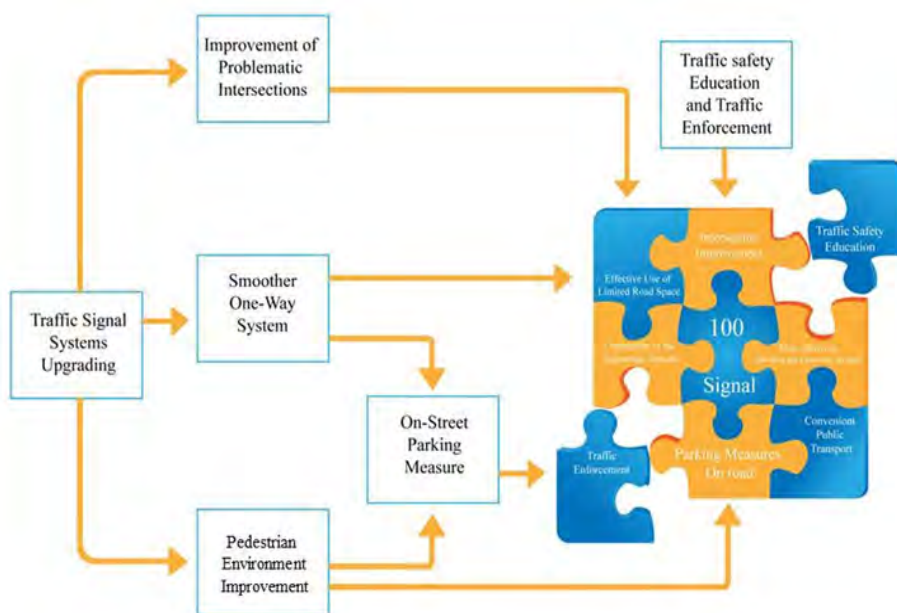 Improvement of
Problematic
Intersections
Traffic safety
Education
and Traffic
Enforcement
Traffic Signal
Systems
Upgrading
Smoother
One-Way
System
On-Street
Parking
Measure
Pedestrian
Environment
Improvement
Traffic Safety
Education
Intersection
Improvement
Effective Use of
Limited Road Space
100
Signal
Convenient
Public
Transport
Traffic
Enforcement
Parking Measures
On road